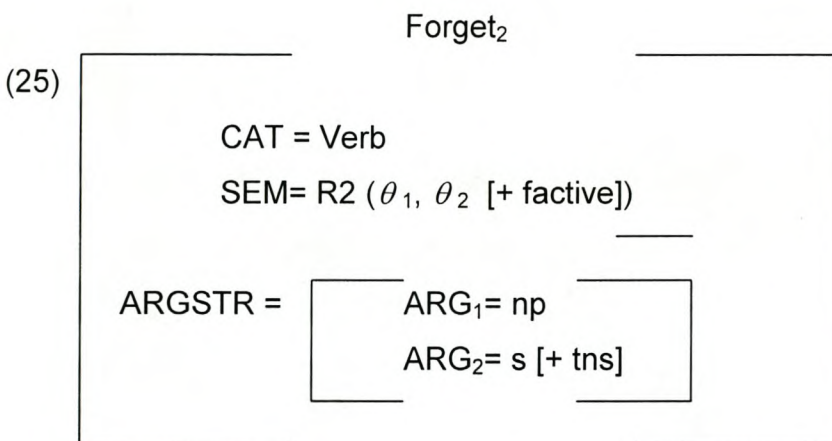 Forget₂
(25)
CAT = Verb
SEM= R2 (θ₁, θ₂ [+ factive])
ARGSTR = ARG₁= np
ARG₂= s [+ tns]